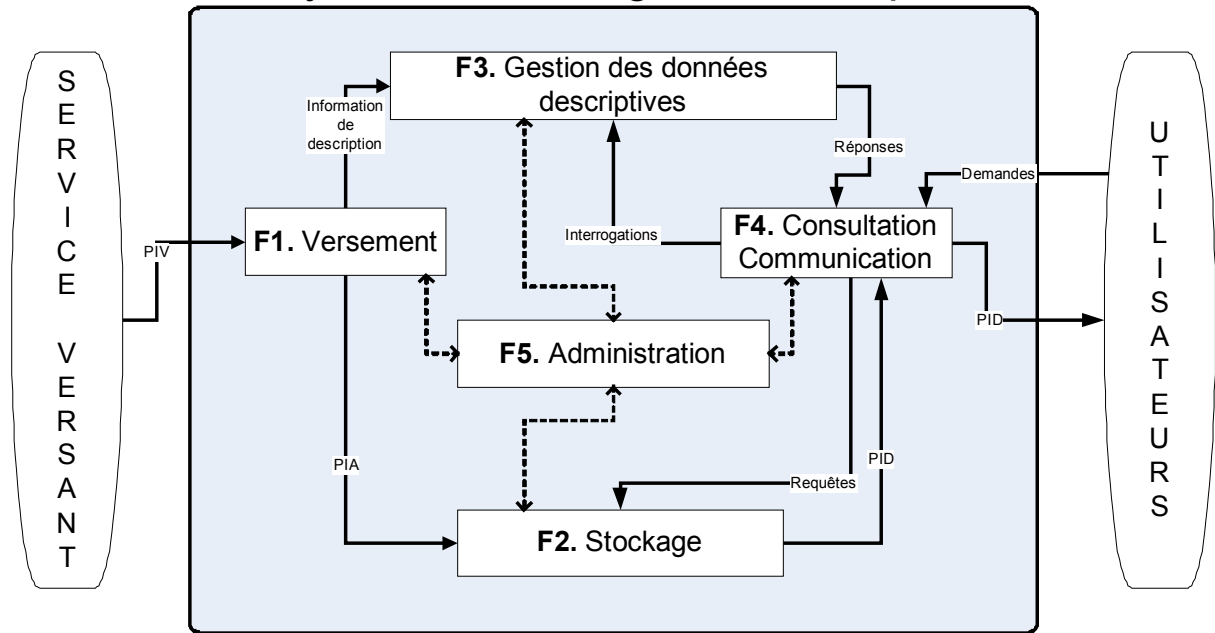 SERVICE VERSANT
F3. Gestion des données
descriptives
Information
de
description
Réponses
Demandes
UTILISATEURS
F1. Versement
PIV
Interrogations
F4. Consultation
Communication
PID
F5. Administration
PIA
PID
Requêtes
F2. Stockage